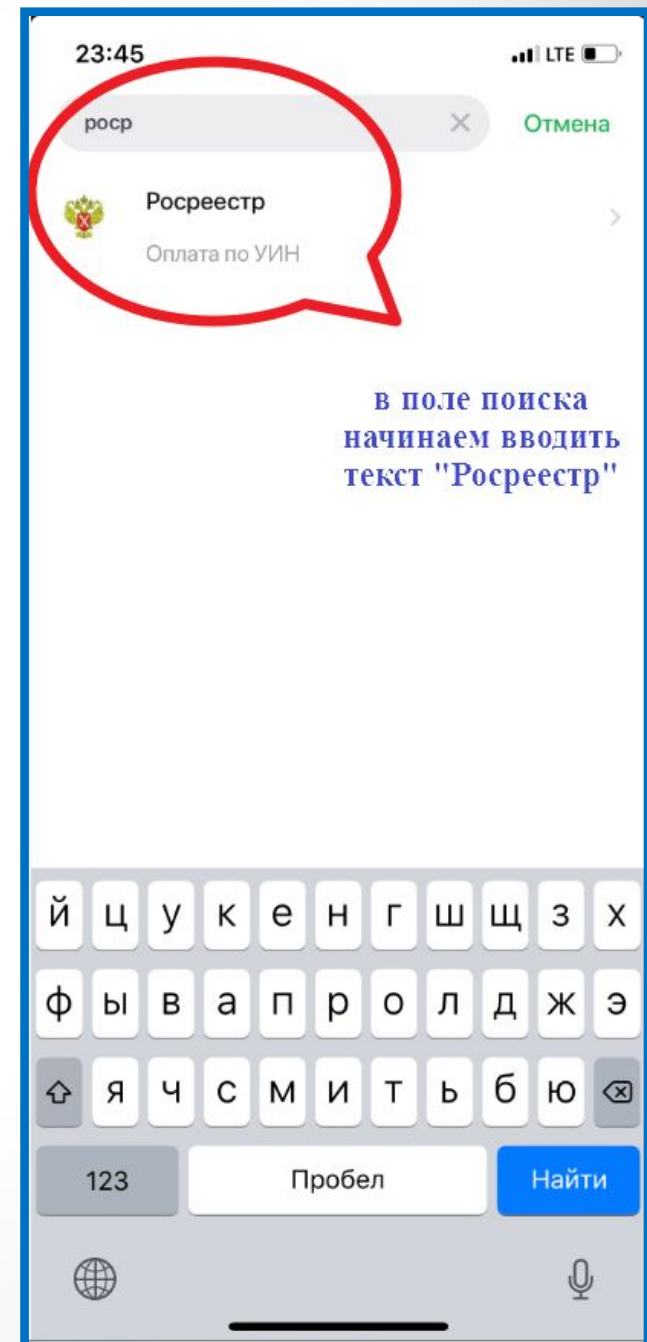 23:45 LTE
роср Отмена
Росреестр
Оплата по УИН
в поле поиска
начинаем вводить
текст "Росреестр"
й ц у к е н г ш щ з х
ф ы в а п р о л д ж э
я ч с м и т ь б ю
123 Пробел Найти